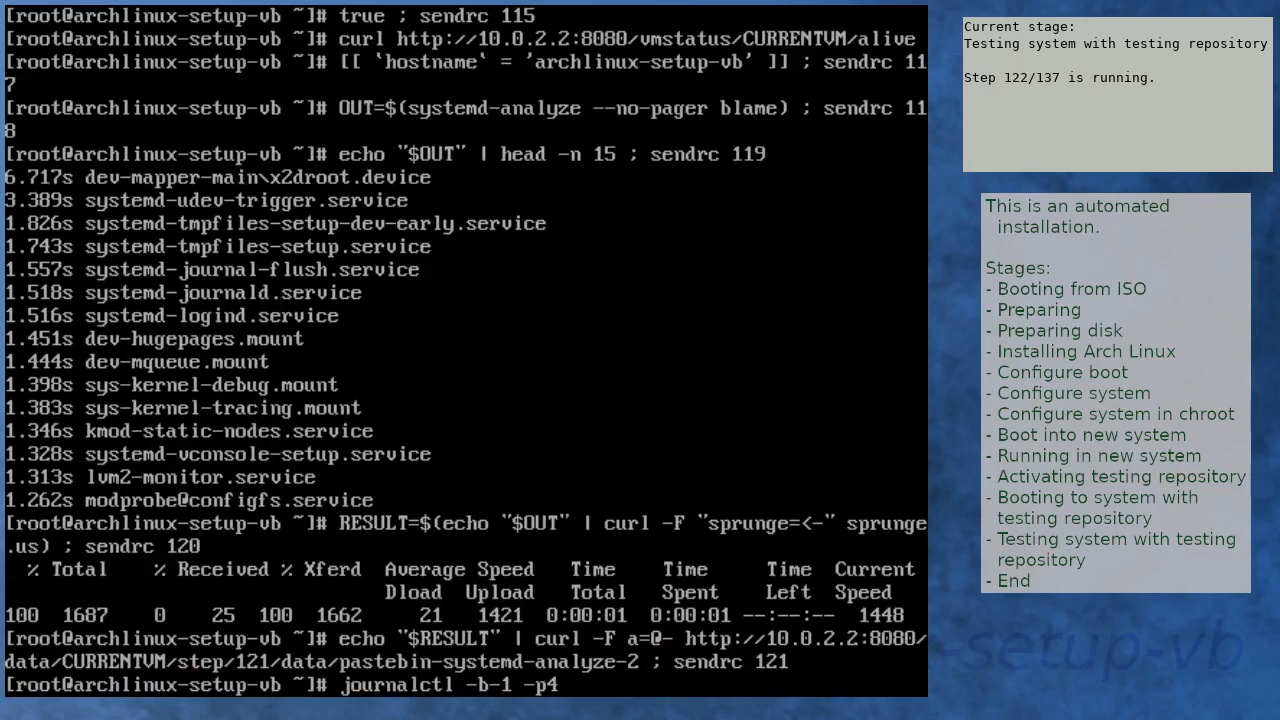 [root@archlinux-setup-vb ~]# true ; sendrc 115
[root@archlinux-setup-vb ~]# curl http://10.0.2.2:8080/vmstatus/CURRENTVM/alive
[root@archlinux-setup-vb ~]# [[ `hostname` = 'archlinux-setup-vb' ]] ; sendrc 11
7
[root@archlinux-setup-vb ~]# OUT=$(systemd-analyze --no-pager blame) ; sendrc 11
8
[root@archlinux-setup-vb ~]# echo "$OUT" | head -n 15 ; sendrc 119
6.717s dev-mapper-main\x2droot.device
3.389s systemd-udev-trigger.service
1.826s systemd-tmpfiles-setup-dev-early.service
1.743s systemd-tmpfiles-setup.service
1.557s systemd-journal-flush.service
1.518s systemd-journald.service
1.516s systemd-logind.service
1.451s dev-hugepages.mount
1.444s dev-mqueue.mount
1.398s sys-kernel-debug.mount
1.383s sys-kernel-tracing.mount
1.346s kmod-static-nodes.service
1.328s systemd-vconsole-setup.service
1.313s lvm2-monitor.service
1.262s modprobe@configfs.service
[root@archlinux-setup-vb ~]# RESULT=$(echo "$OUT" | curl -F "sprunge=<-" sprunge
.us) ; sendrc 120
% Total % Received % Xferd Average Speed Time Time Time Current
Dload Upload Total Spent Left Speed
100 1687 0 25 100 1662 21 1421 0:00:01 0:00:01 --:--:-- 1448
[root@archlinux-setup-vb ~]# echo "$RESULT" | curl -F a=@- http://10.0.2.2:8080/
data/CURRENTVM/step/121/data/pastebin-systemd-analyze-2 ; sendrc 121
[root@archlinux-setup-vb ~]# journalctl -b-1 -p4
Current stage:
Testing system with testing repository
Step 122/137 is running.
This is an automated
installation.
Stages:
- Booting from ISO
- Preparing
- Preparing disk
- Installing Arch Linux
- Configure boot
- Configure system
- Configure system in chroot
- Boot into new system
- Running in new system
- Activating testing repository
- Booting to system with
testing repository
- Testing system with testing
repository
- End
-setup-vb